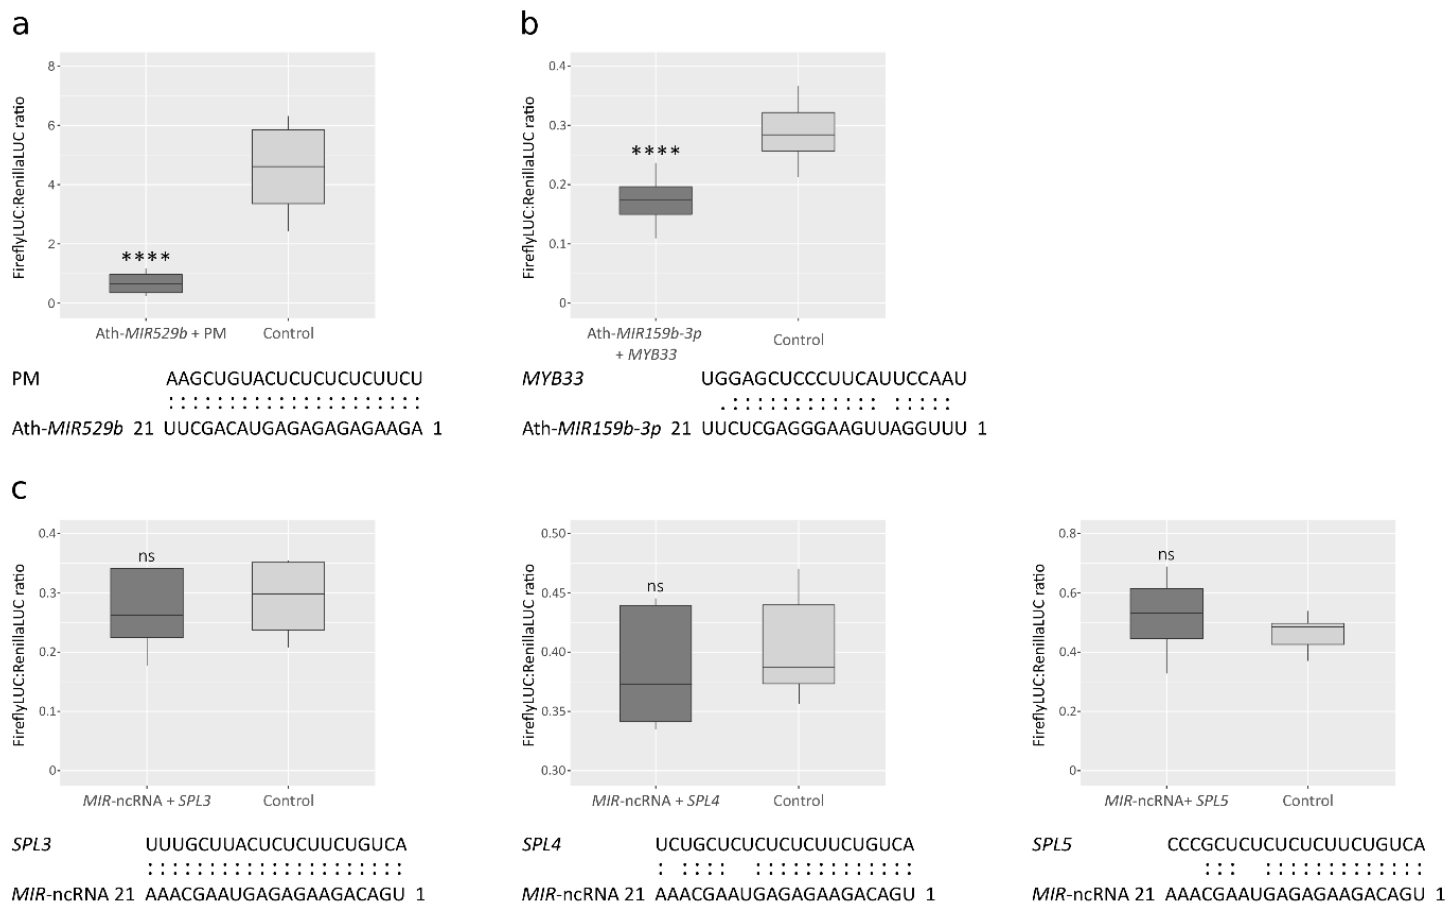 a
FireflyLUC:RenillaLUC ratio
8
6
4
2
0
****
Ath-MIR529b + PM
Control
PM AAGCUGUACUCUCUCUCUUCU
:::::::::::::::::::::
Ath-MIR529b 21 UUCGACAUGAGAGAGAGAAGA 1
b
FireflyLUC:RenillaLUC ratio
0.4
0.3
0.2
0.1
0
****
Ath-MIR159b-3p
+ MYB33
Control
MYB33 UGGAGCUCCCUUCAUUCCAAU
.:::::::::::: :::::
Ath-MIR159b-3p 21 UUCUCGAGGGAAGUUAGGUUU 1
c
FireflyLUC:RenillaLUC ratio
0.4
0.3
0.2
0.1
0
ns
MIR-ncRNA + SPL3
Control
SPL3 UUUGCUUACUCUCUUCUGUCA
::::::::::::::::::::
MIR-ncRNA 21 AAACGAAUGAGAGAAGACAGU 1
FireflyLUC:RenillaLUC ratio
0.50
0.45
0.40
0.35
0.30
ns
MIR-ncRNA + SPL4
Control
SPL4 UCUGCUCUCUCUCUUCUGUCA
: :::: :::::::::::::
MIR-ncRNA 21 AAACGAAUGAGAGAAGACAGU 1
FireflyLUC:RenillaLUC ratio
0.8
0.6
0.4
0.2
0
ns
MIR-ncRNA+ SPL5
Control
SPL5 CCCGCUCUCUCUCUUCUGUCA
::: :::::::::::::
MIR-ncRNA 21 AAACGAAUGAGAGAAGACAGU 1